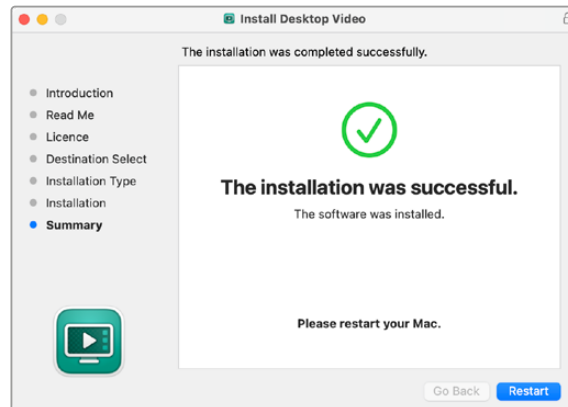 Install Desktop Video
The installation was completed successfully.
Introduction
Read Me
Licence
Destination Select
Installation Type
Installation
Summary
The installation was successful.
The software was installed.
Please restart your Mac.
Go Back
Restart